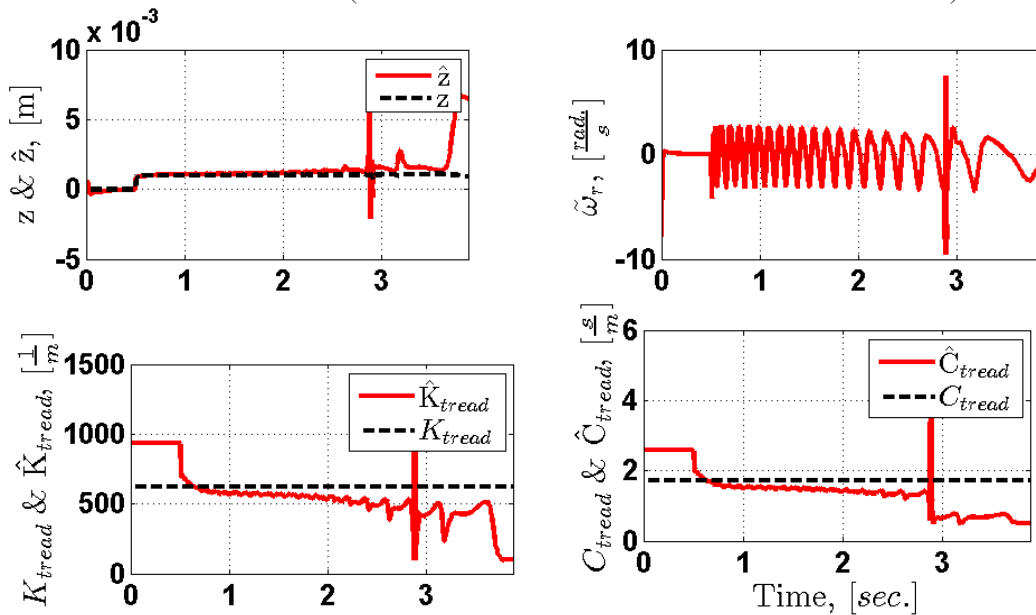 x 10⁻³
10
5
0
-5
z & ẑ, [m]
ẑ
z
0 1 2 3
10
0
-10
ω̃ᵣ, [rad./s]
0 1 2 3
1500
1000
500
0
K_tread & K̂_tread, [1/m]
K̂_tread
K_tread
0 1 2 3
6
4
2
0
C_tread & Ĉ_tread, [s/m]
Ĉ_tread
C_tread
0 1 2 3
Time, [sec.]